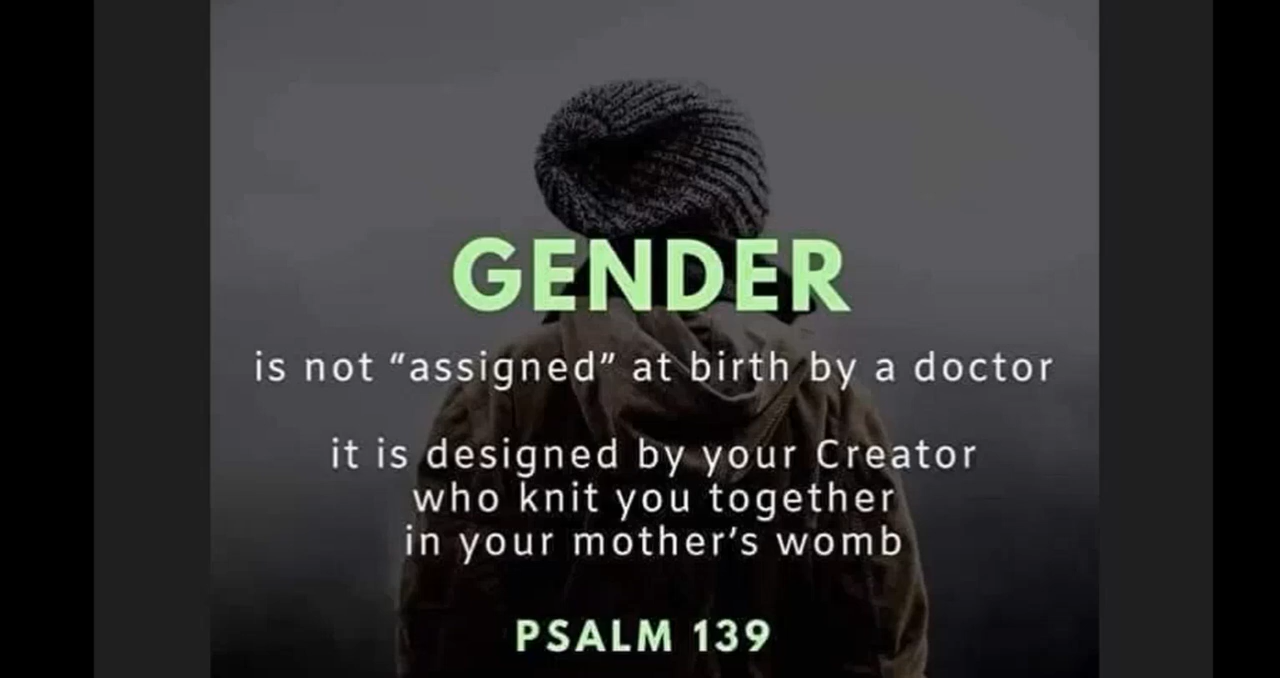 GENDER
is not “assigned” at birth by a doctor
it is designed by your Creator
who knit you together
in your mother’s womb
PSALM 139